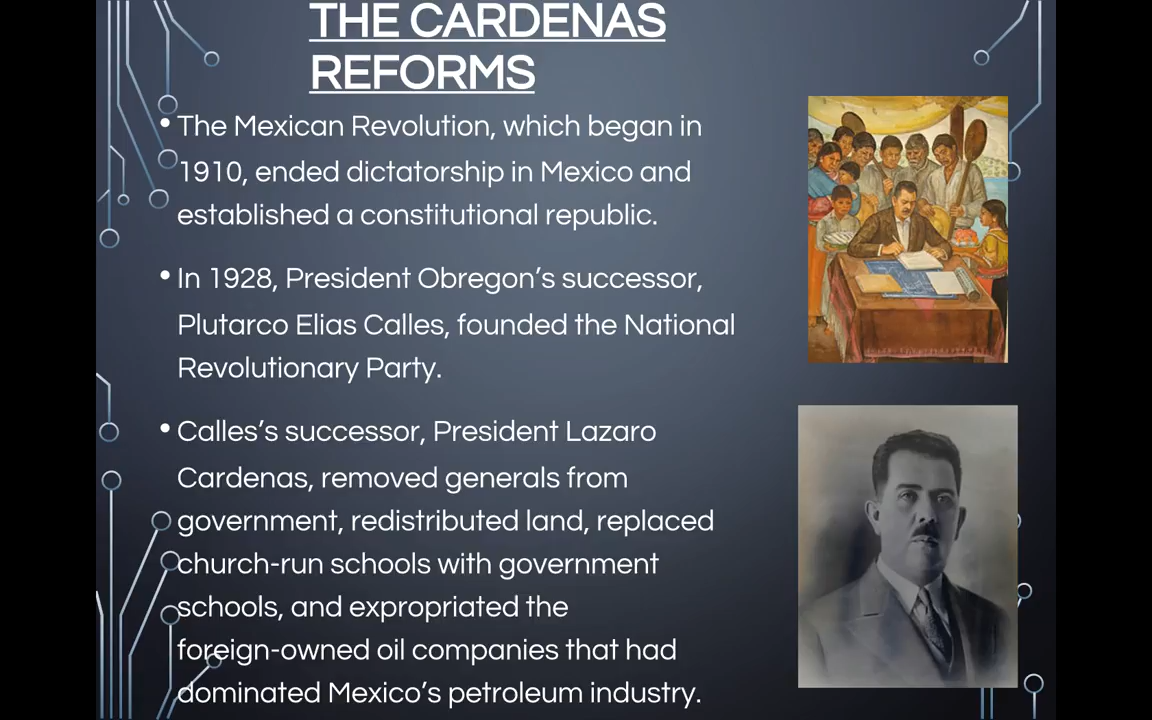 THE CARDENAS
REFORMS
• The Mexican Revolution, which began in
1910, ended dictatorship in Mexico and
established a constitutional republic.
• In 1928, President Obregon’s successor,
Plutarco Elias Calles, founded the National
Revolutionary Party.
• Calles’s successor, President Lazaro
Cardenas, removed generals from
government, redistributed land, replaced
church-run schools with government
schools, and expropriated the
foreign-owned oil companies that had
dominated Mexico’s petroleum industry.